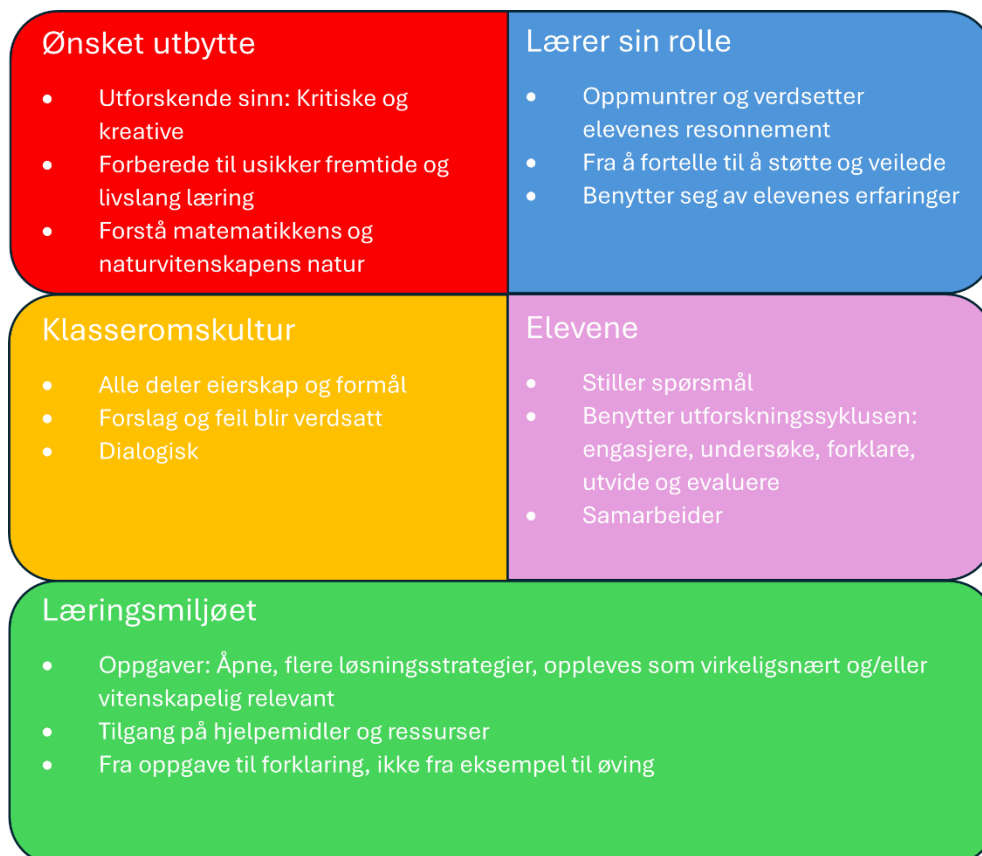 Ønsket utbytte
• Utforskende sinn: Kritiske og
kreative
• Forberede til usikker fremtide og
livslang læring
• Forstå matematikkens og
naturvitenskapens natur
Lærer sin rolle
• Oppmuntrer og verdsetter
elevenes resonnement
• Fra å fortelle til å støtte og veilede
• Benytter seg av elevenes erfaringer
Klasseromskultur
• Alle deler eierskap og formål
• Forslag og feil blir verdsatt
• Dialogisk
Elevene
• Stiller spørsmål
• Benytter utforskningssyklusen:
engasjere, undersøke, forklare,
utvide og evaluere
• Samarbeider
Læringsmiljøet
• Oppgaver: Åpne, flere løsningsstrategier, oppleves som virkeligsnært og/eller
vitenskapelig relevant
• Tilgang på hjelpemidler og ressurser
• Fra oppgave til forklaring, ikke fra eksempel til øving